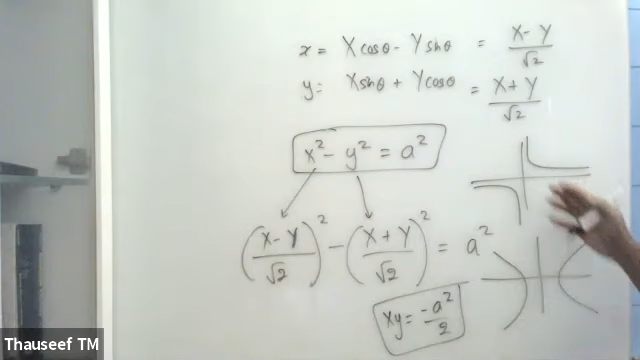 x = X cosθ - Y sinθ = X - Y / √2
y = X sinθ + Y cosθ = X + Y / √2
x² - y² = a²
(X - Y / √2)² - (X + Y / √2)² = a²
xy = -a² / 2
Thauseef TM